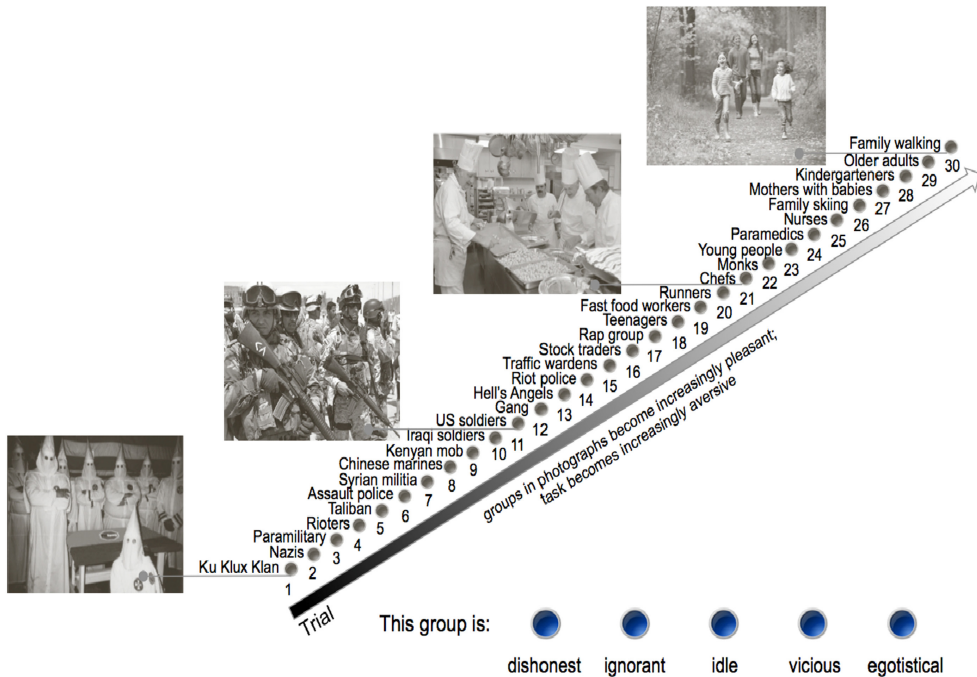 Family walking
30
Older adults
29
Kindergarteners
28
Mothers with babies
27
Family skiing
26
Nurses
25
Paramedics
24
Young people
23
Monks
22
Chefs
21
Runners
20
Fast food workers
19
Teenagers
18
Rap group
17
Stock traders
16
Traffic wardens
15
Riot police
14
Hell's Angels
13
Gang
12
US soldiers
11
Iraqi soldiers
10
Kenyan mob
9
Chinese marines
8
Syrian militia
7
Assault police
6
Taliban
5
Rioters
4
Paramilitary
3
Nazis
2
Ku Klux Klan
1
Trial
groups in photographs become increasingly pleasant;
task becomes increasingly aversive
This group is:
dishonest ignorant idle vicious egotistical